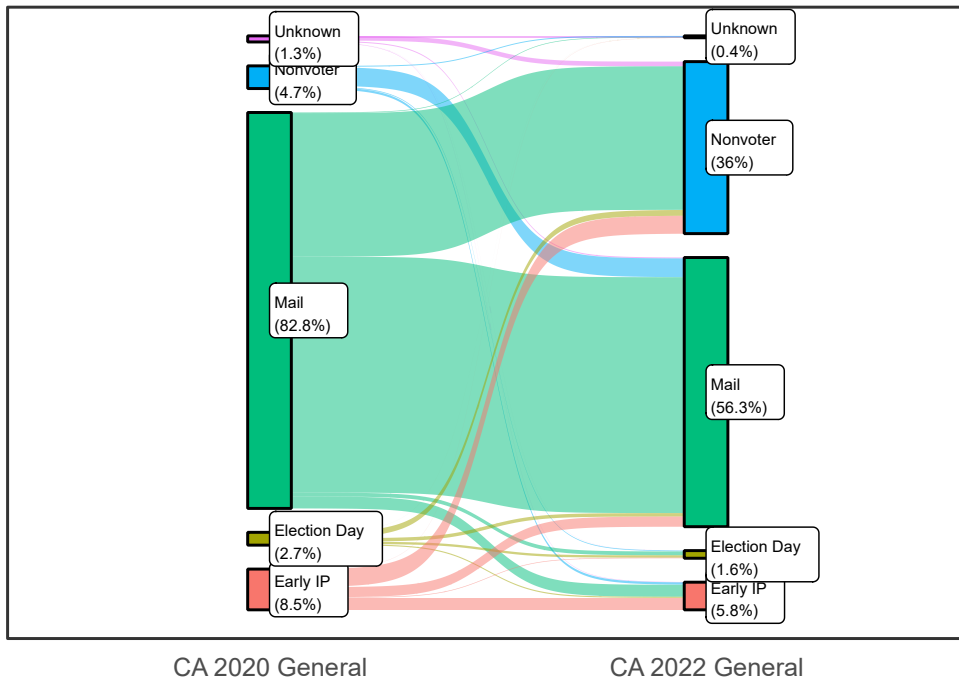 Unknown
(1.3%)
Nonvoter
(4.7%)
Mail
(82.8%)
Election Day
(2.7%)
Early IP
(8.5%)
Unknown
(0.4%)
Nonvoter
(36%)
Mail
(56.3%)
Election Day
(1.6%)
Early IP
(5.8%)
CA 2020 General
CA 2022 General